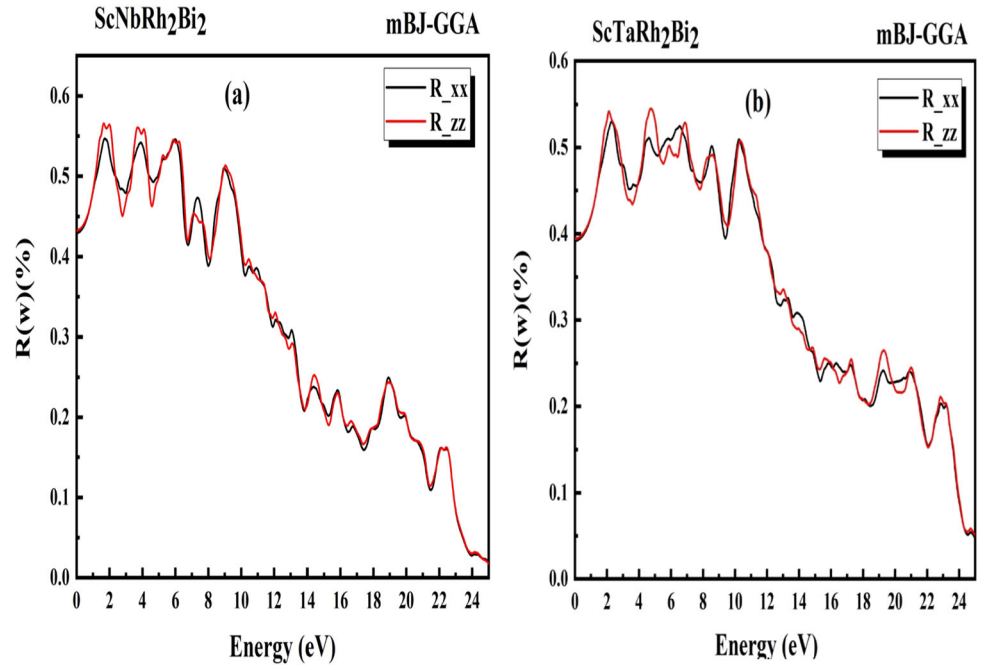 ScNbRh2Bi2 mBJ-GGA
(a)
R_xx
R_zz
0.6
0.5
0.4
0.3
0.2
0.1
0.0
R(w)(%)
0 2 4 6 8 10 12 14 16 18 20 22 24
Energy (eV)
ScTaRh2Bi2 mBJ-GGA
(b)
R_xx
R_zz
0.6
0.5
0.4
0.3
0.2
0.1
0.0
R(w)(%)
0 2 4 6 8 10 12 14 16 18 20 22 24
Energy (eV)